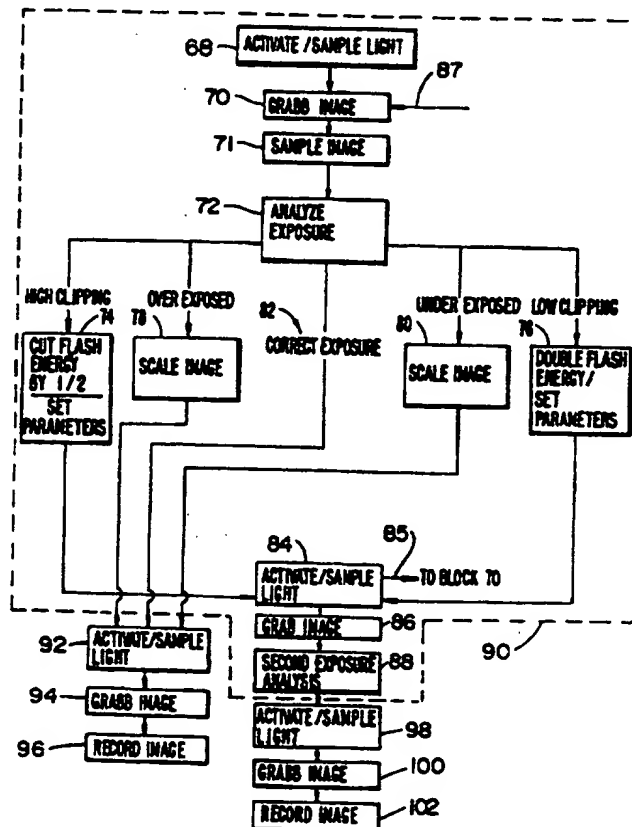 68
ACTIVATE/SAMPLE LIGHT
87
70
GRABB IMAGE
71
SAMPLE IMAGE
72
ANALYZE
EXPOSURE
HIGH CLIPPING
OVER EXPOSED
82
CORRECT EXPOSURE
UNDER EXPOSED
LOW CLIPPING
74
CUT FLASH
ENERGY
BY 1/2
SET
PARAMETERS
78
SCALE IMAGE
80
SCALE IMAGE
76
DOUBLE FLASH
ENERGY/
SET
PARAMETERS
84
ACTIVATE/SAMPLE
LIGHT
85
TO BLOCK 70
GRAB IMAGE
86
SECOND EXPOSURE
ANALYSIS
88
90
92
ACTIVATE/SAMPLE
LIGHT
94
GRABB IMAGE
96
RECORD IMAGE
ACTIVATE/SAMPLE
LIGHT
98
GRABB IMAGE
100
RECORD IMAGE
102